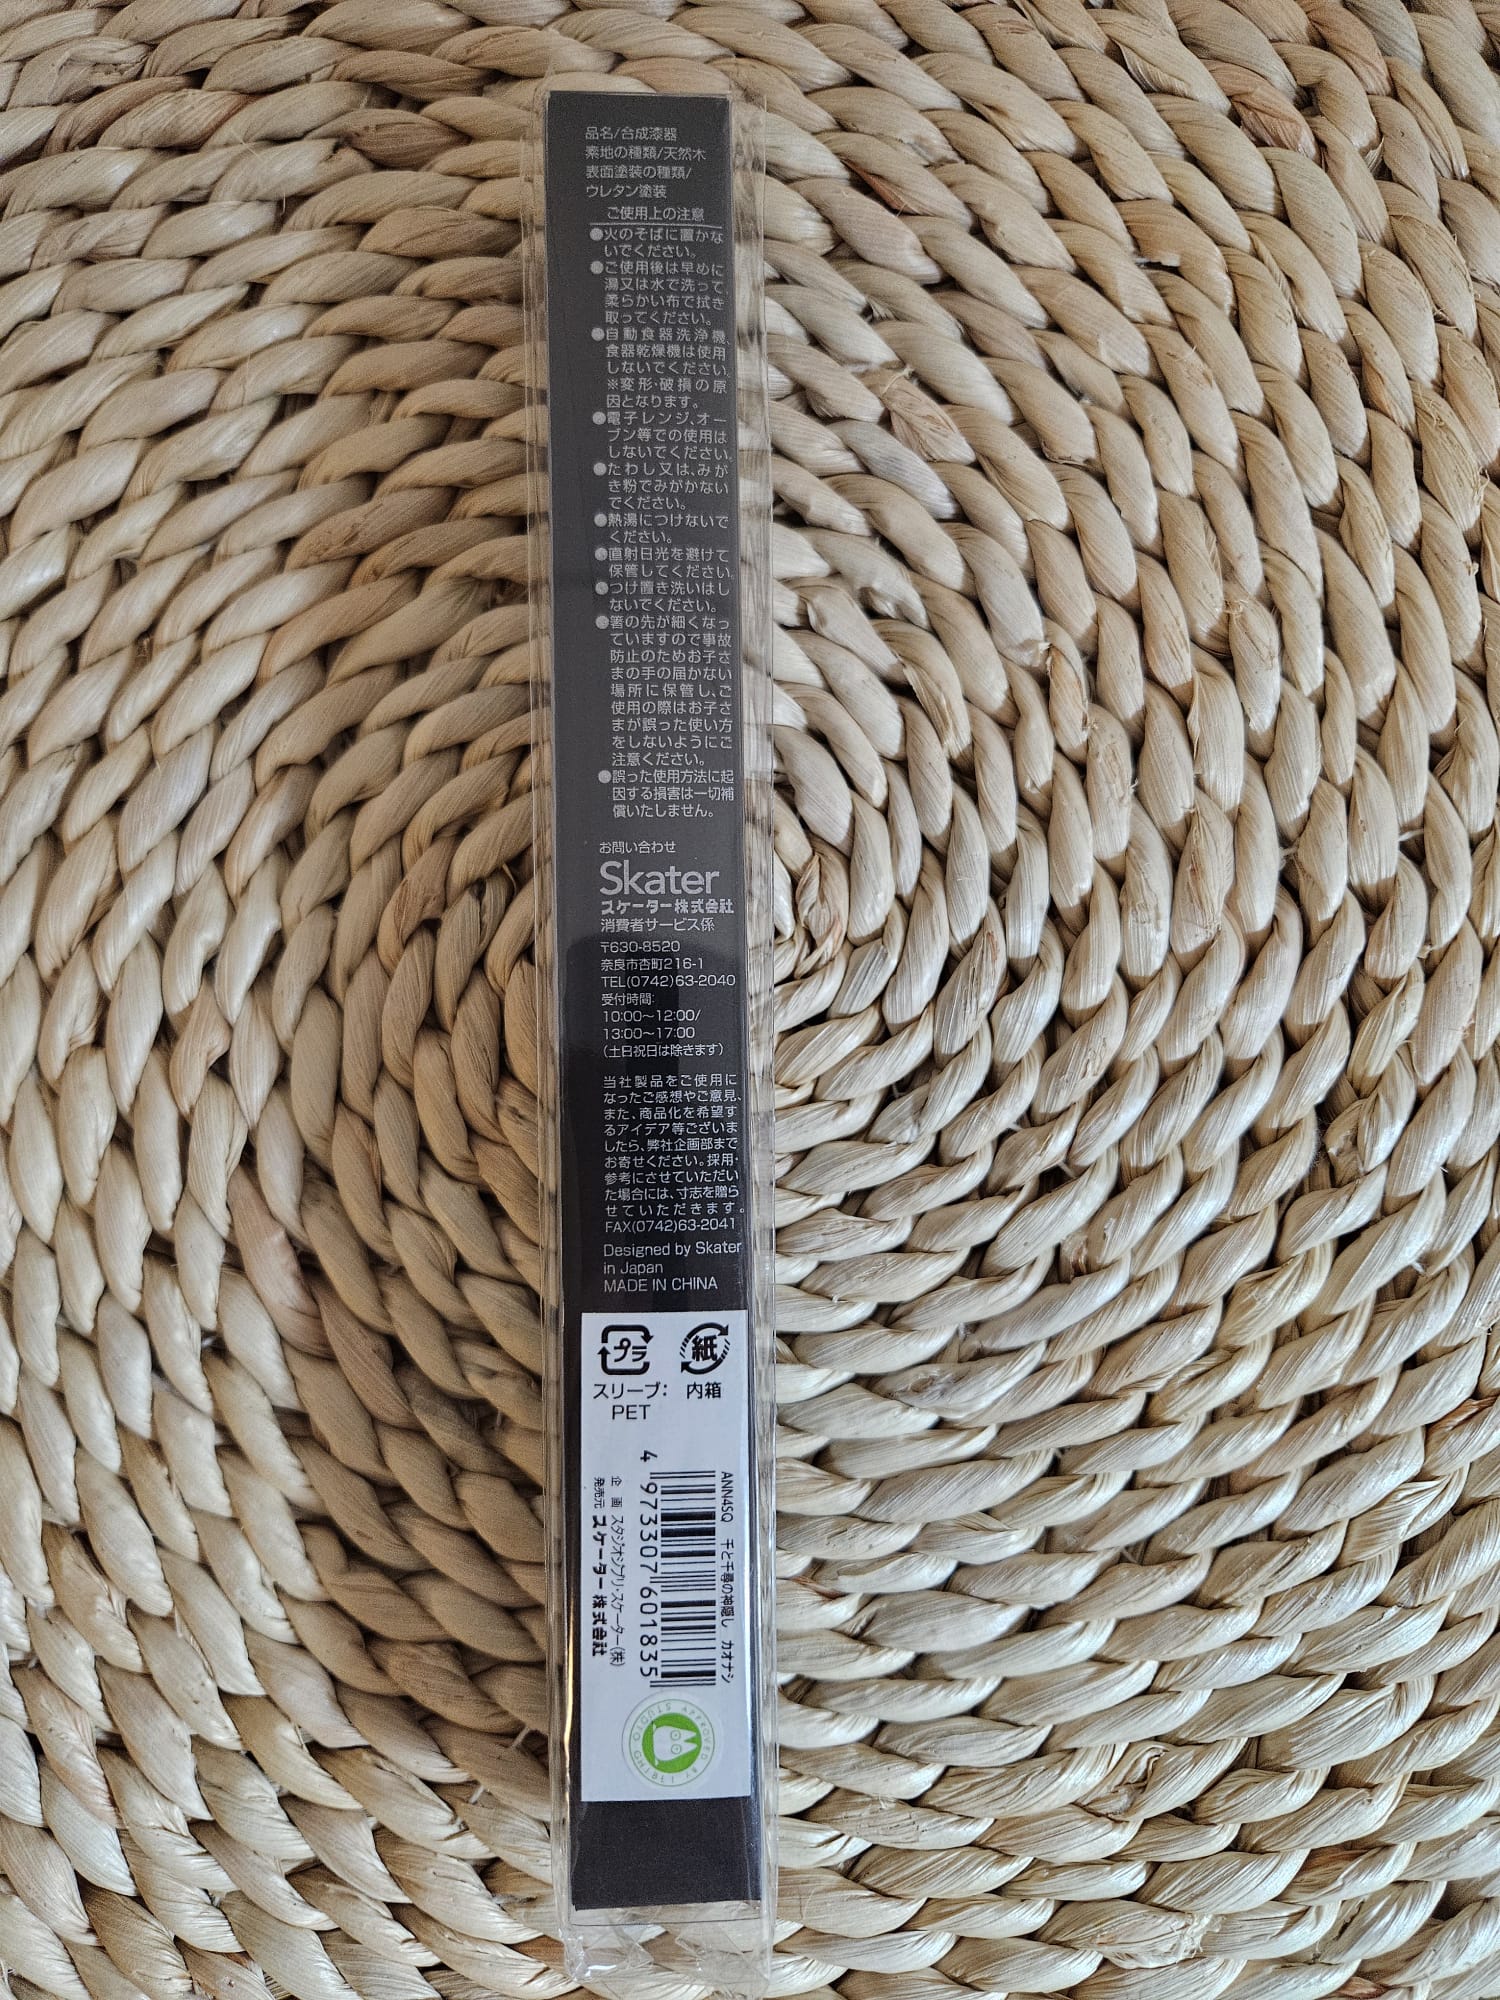 品名/合成漆器
素地の種類/天然木
表面塗装の種類/
ウレタン塗装
ご使用上の注意
●火のそばに置かな
いでください。
●ご使用後は早めに
湯又は水で洗って、
柔らかい布で拭き
取ってください。
●自動食器洗浄機、
食器乾燥機は使用
しないでください。
※変形・破損の原
因となります。
●電子レンジ、オー
ブン等での使用は
しないでください。
●たわし又は、みが
き粉でみがかない
でください。
●熱湯につけないで
ください。
●直射日光を避けて
保管してください。
●つけ置き洗いはし
ないでください。
●箸の先が細くなっ
ていますので事故
防止のためお子さ
まの手の届かない
場所に保管し、ご
使用の際はお子さ
まが誤った使い方
をしないようにご
注意ください。
●誤った使用方法に起
因する損害は一切補
償いたしません。
お問い合わせ
Skater
スケーター株式会社
消費者サービス係
〒630-8520
奈良市杏町216-1
TEL(0742)63-2040
受付時間:
10:00〜12:00/
13:00〜17:00
(土日祝日は除きます)
当社製品をご使用に
なったご感想やご意見、
また、商品化を希望す
るアイデア等ございま
したら、弊社企画部まで
お寄せください。採用・
参考にさせていただい
た場合には、寸志を贈ら
せていただきます。
FAX(0742)63-2041
Designed by Skater
in Japan
MADE IN CHINA
プラ 紙
スリーブ: 内箱
PET
ANN4SQ 千と千尋の神隠し カオナシ
4 973307 601835
企 画 スタジオジブリ・スケーター(株)
発売元 スケーター株式会社
APPROVED BY STUDIO GHIBLI